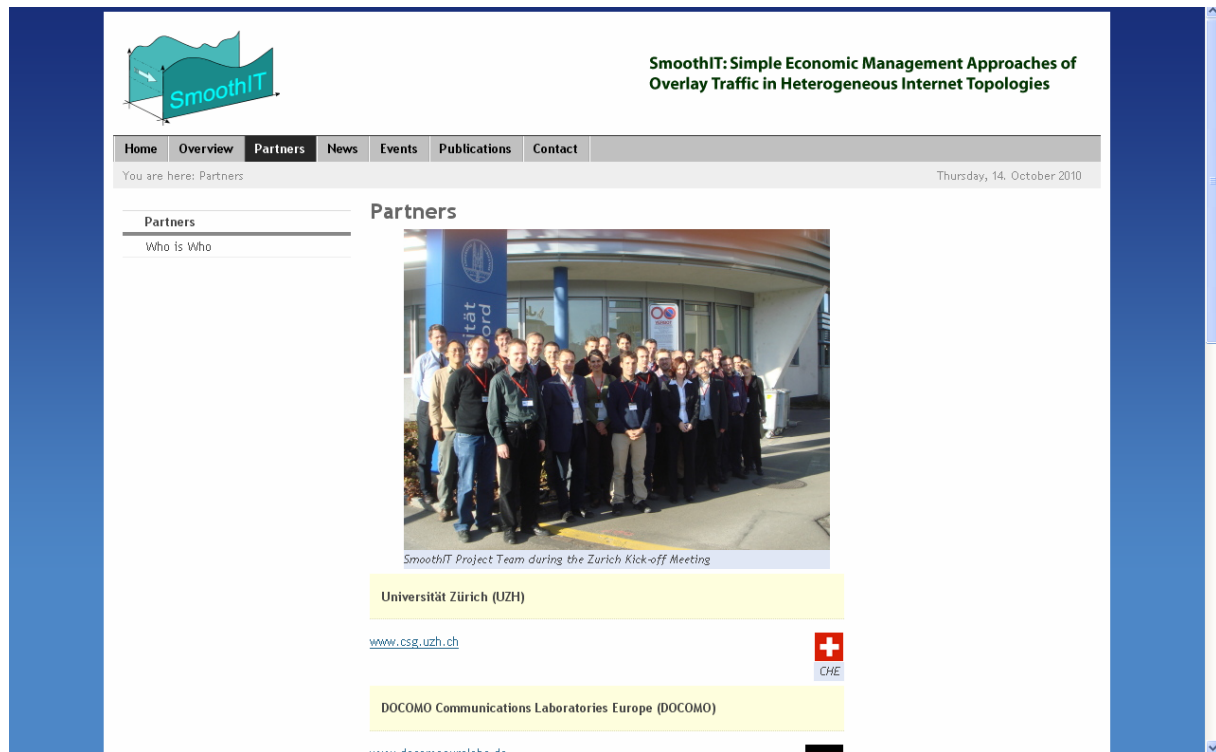 SmoothIT
SmoothIT: Simple Economic Management Approaches of
Overlay Traffic in Heterogeneous Internet Topologies
Home Overview Partners News Events Publications Contact
You are here: Partners
Thursday, 14. October 2010
Partners
Who is Who
Partners
SmoothIT Project Team during the Zurich Kick-off Meeting
Universität Zürich (UZH)
www.csg.uzh.ch
CHE
DOCOMO Communications Laboratories Europe (DOCOMO)